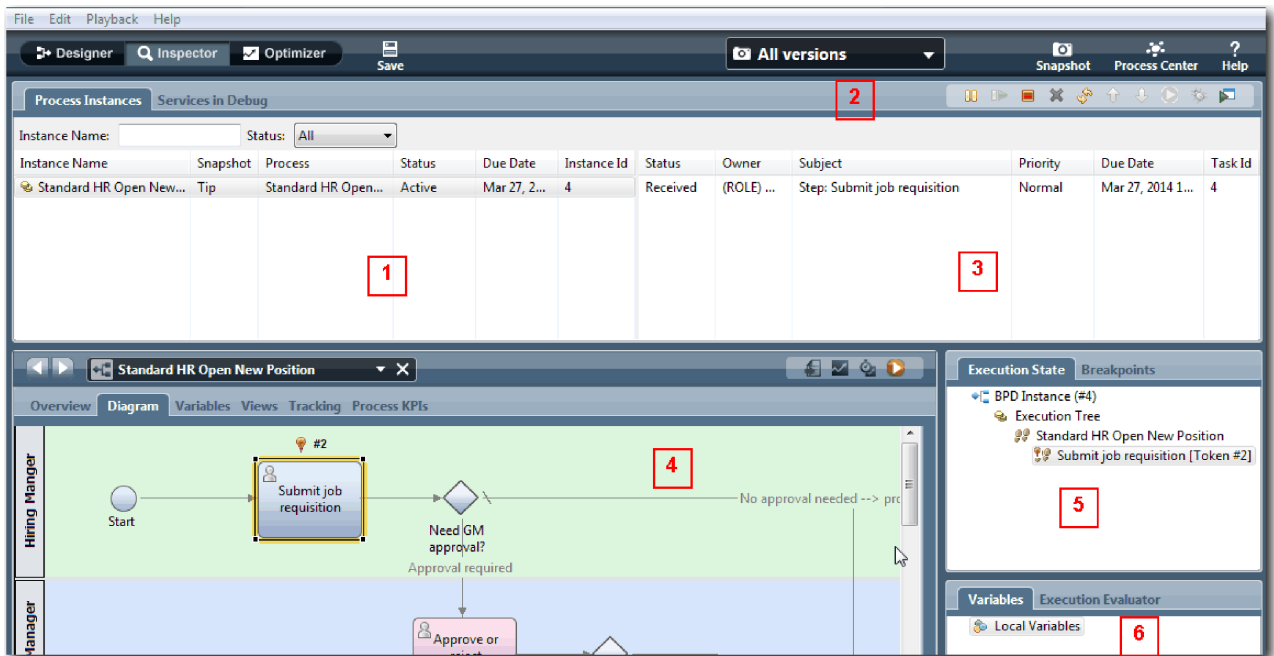 File Edit Playback Help
Designer Inspector Optimizer Save All versions Snapshot Process Center Help
Process Instances Services in Debug 2
Instance Name: Status: All
Instance Name Snapshot Process Status Due Date Instance Id Status Owner Subject Priority Due Date Task Id
Standard HR Open New... Tip Standard HR Open... Active Mar 27, 2... 4 Received (ROLE) ... Step: Submit job requisition Normal Mar 27, 2014 1... 4
1
3
Standard HR Open New Position
Overview Diagram Variables Views Tracking Process KPIs
Hiring Manger
#2
Submit job
requisition
Start
Need GM
approval?
Approval required
No approval needed --> pro
4
Manager
Approve or
reject
Execution State Breakpoints
BPD Instance (#4)
Execution Tree
Standard HR Open New Position
Submit job requisition [Token #2]
5
Variables Execution Evaluator
Local Variables
6